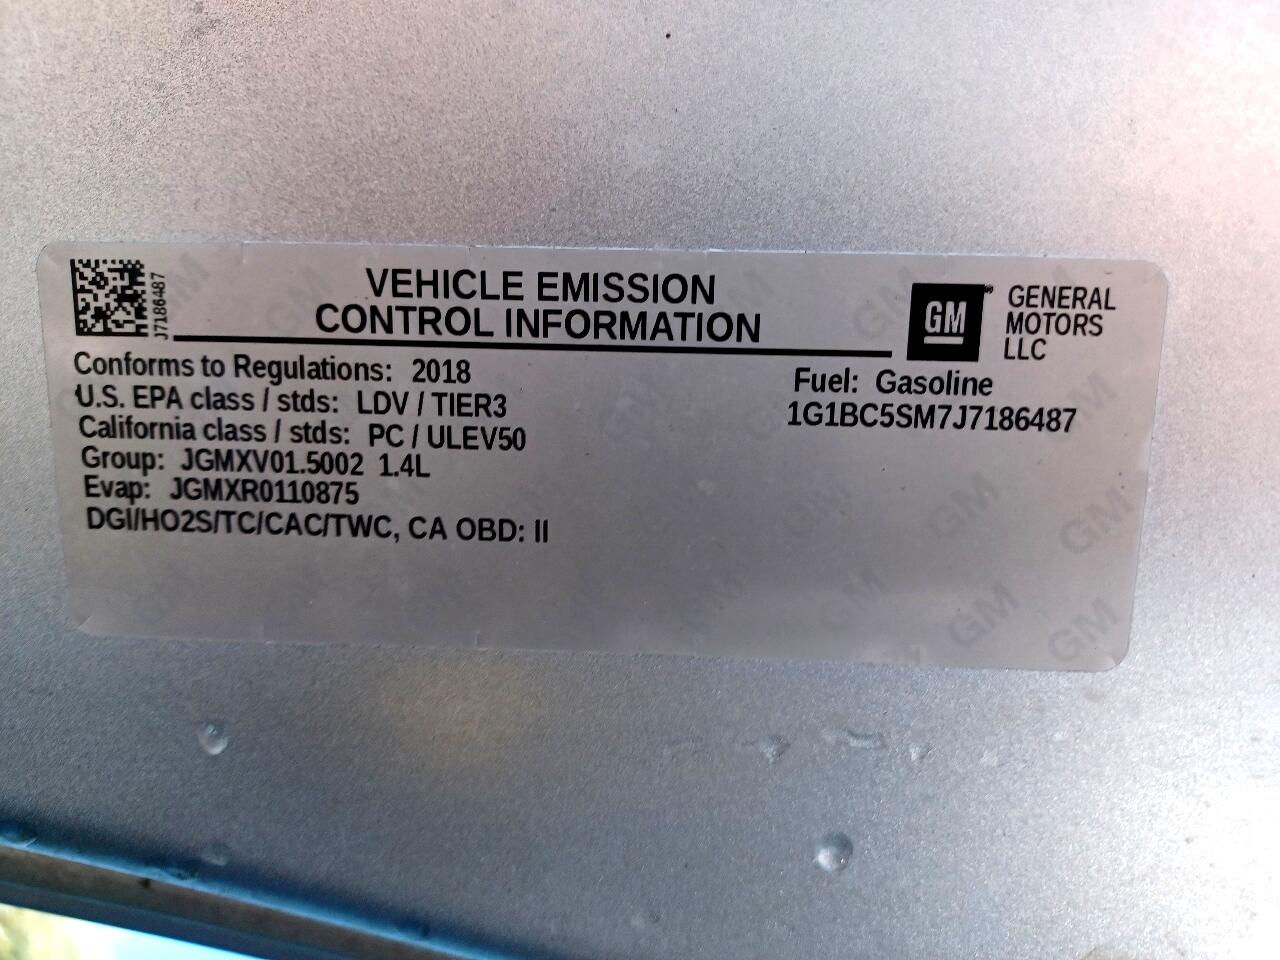 J7186487
VEHICLE EMISSION
CONTROL INFORMATION
GM
GENERAL
MOTORS
LLC
Conforms to Regulations: 2018
U.S. EPA class / stds: LDV / TIER3
California class / stds: PC / ULEV50
Group: JGMXV01.5002 1.4L
Evap: JGMXR0110875
DGI/HO2S/TC/CAC/TWC, CA OBD: II
Fuel: Gasoline
1G1BC5SM7J7186487